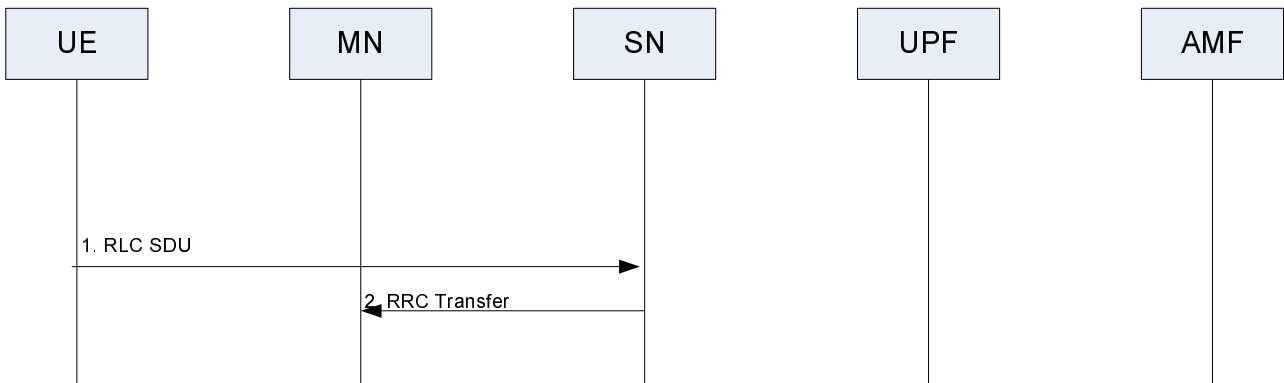 UE
MN
SN
UPF
AMF
1. RLC SDU
2. RRC Transfer